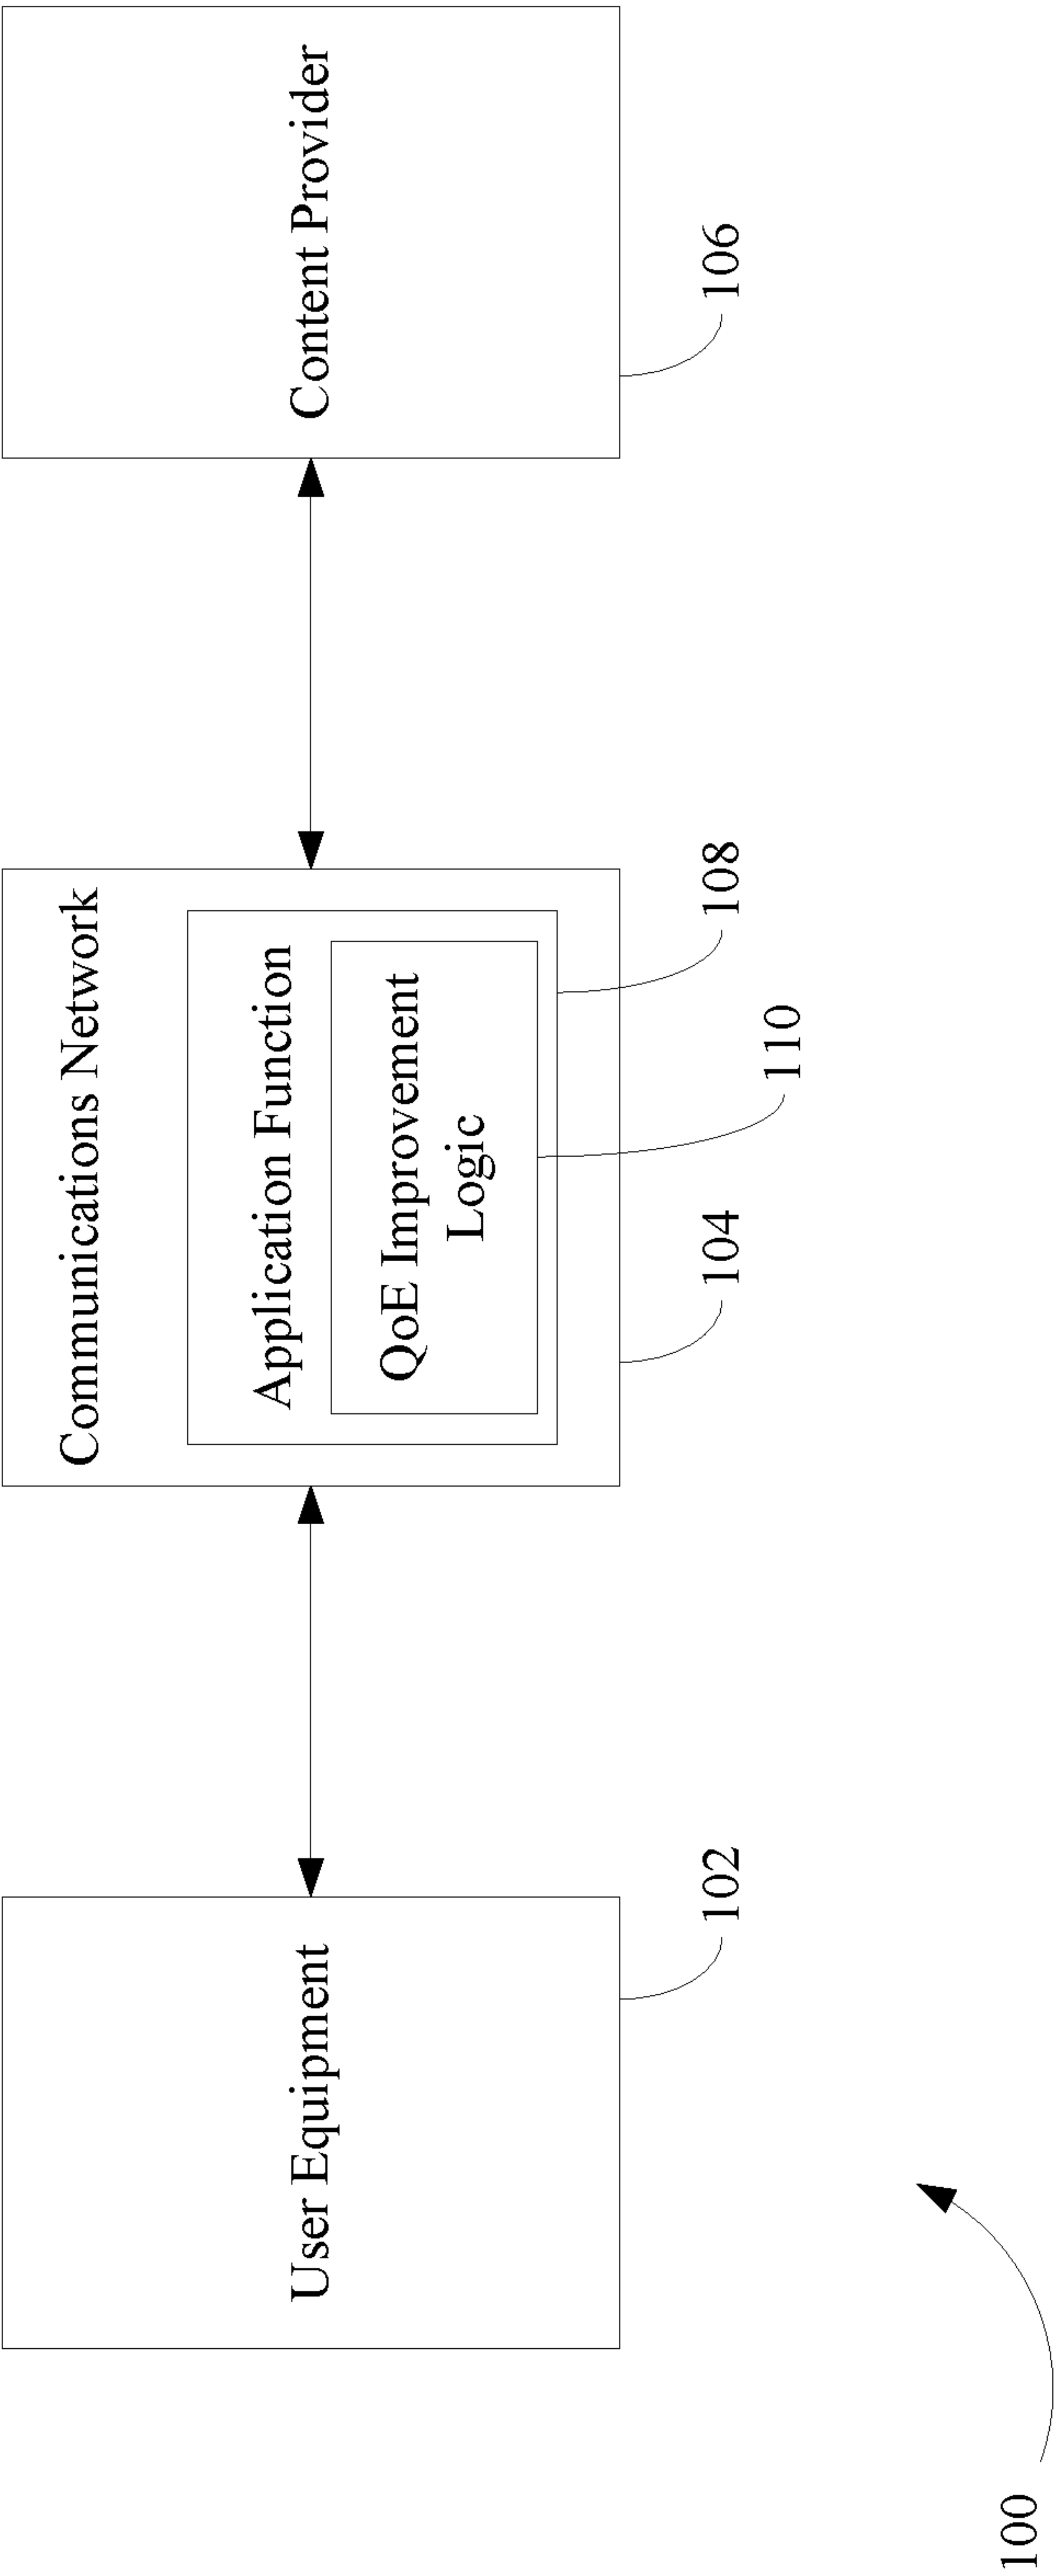 User Equipment
Communications Network
Application Function
QoE Improvement
Logic
Content Provider
102
104
110
108
106
100